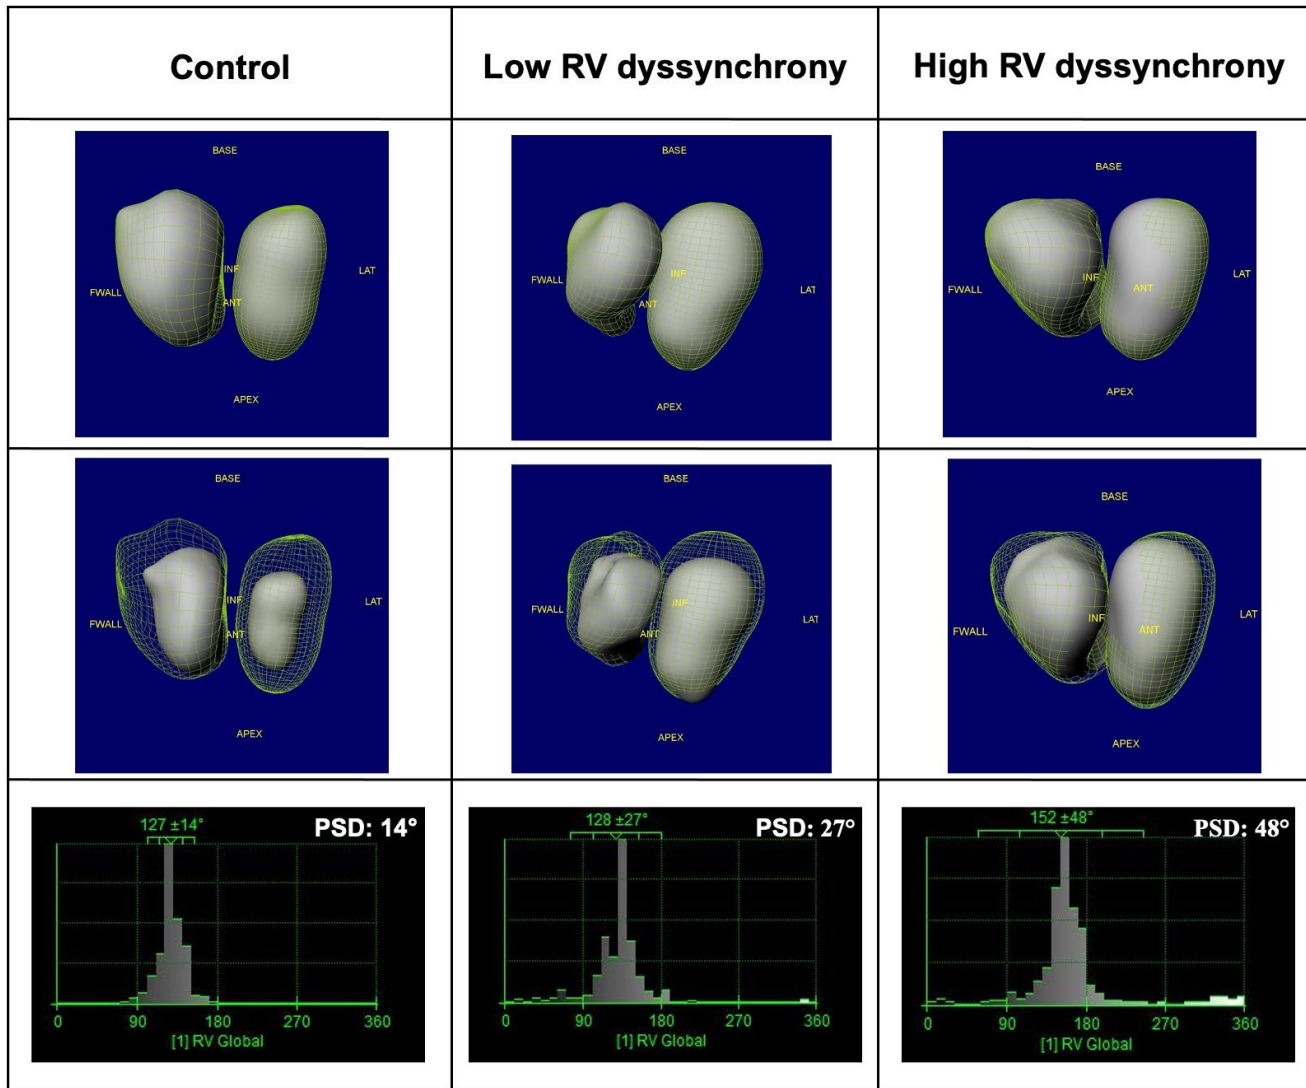 Control
Low RV dyssynchrony
High RV dyssynchrony
BASE
INF
LAT
FWALL
ANT
APEX
BASE
INF
FWALL
LAT
ANT
APEX
BASE
INF
LAT
FWALL
ANT
APEX
BASE
INF
LAT
FWALL
ANT
APEX
BASE
INF
FWALL
LAT
ANT
APEX
BASE
INF
LAT
FWALL
ANT
APEX
127 ±14°
PSD: 14°
0 90 180 270 360
[1] RV Global
128 ±27°
PSD: 27°
0 90 180 270 360
[1] RV Global
152 ±48°
PSD: 48°
0 90 180 270 360
[1] RV Global